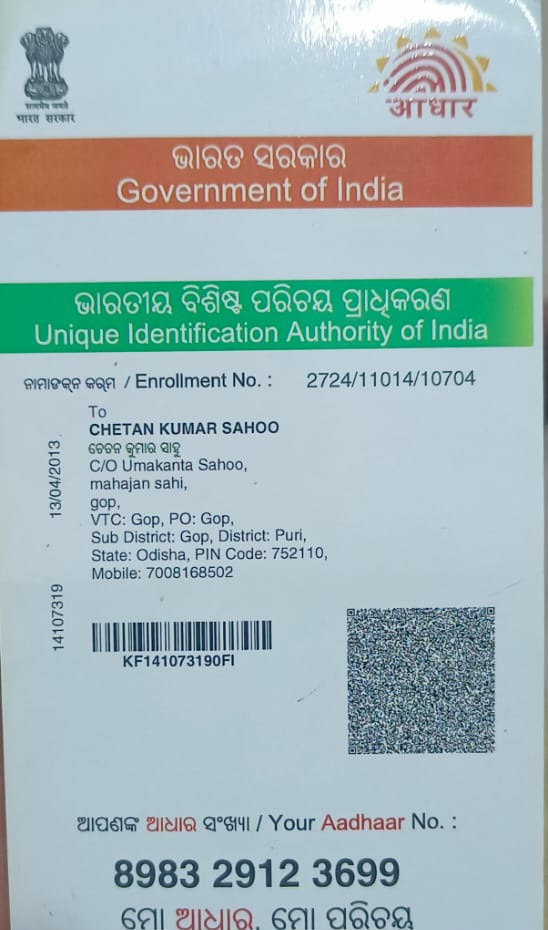 सत्यमेव जयते
भारत सरकार
आधार
ଭାରତ ସରକାର
Government of India
ଭାରତୀୟ ବିଶିଷ୍ଟ ପରିଚୟ ପ୍ରାଧିକରଣ
Unique Identification Authority of India
ନାମାଙ୍କନ କ୍ରମ / Enrollment No. : 2724/11014/10704
To
CHETAN KUMAR SAHOO
ଚେତନ କୁମାର ସାହୁ
C/O Umakanta Sahoo,
mahajan sahi,
gop,
VTC: Gop, PO: Gop,
Sub District: Gop, District: Puri,
State: Odisha, PIN Code: 752110,
Mobile: 7008168502
13/04/2013
14107319
KF141073190FI
ଆପଣଙ୍କ ଆଧାର ସଂଖ୍ୟା / Your Aadhaar No. :
8983 2912 3699
ମୋ ଆଧାର, ମୋ ପରିଚୟ